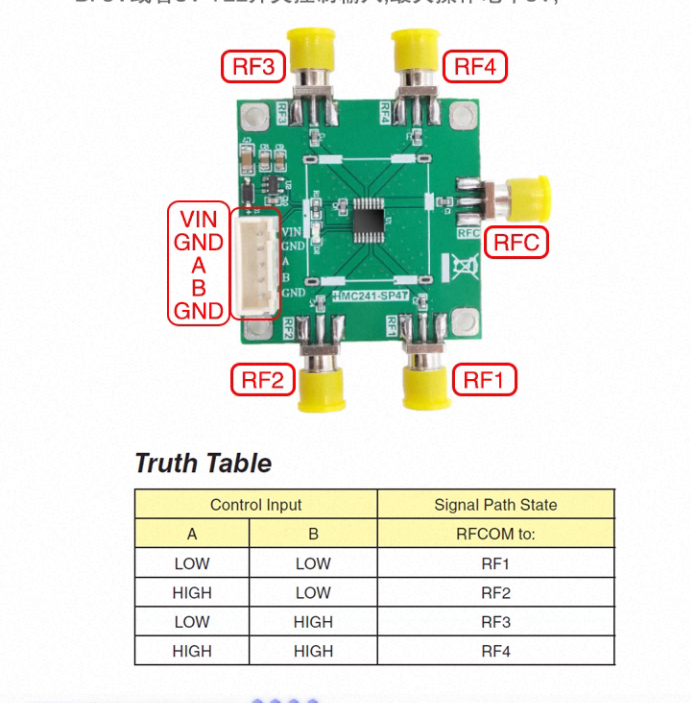 RF3
RF4
RF3
RF4
VIN
GND
A
B
GND
VIN
GND
A
B
GND
RFC
RFC
HMC241-SP4T
RF2
RF1
RF2
RF1
Truth Table
Control Input Signal Path State
A B RFCOM to:
LOW LOW RF1
HIGH LOW RF2
LOW HIGH RF3
HIGH HIGH RF4